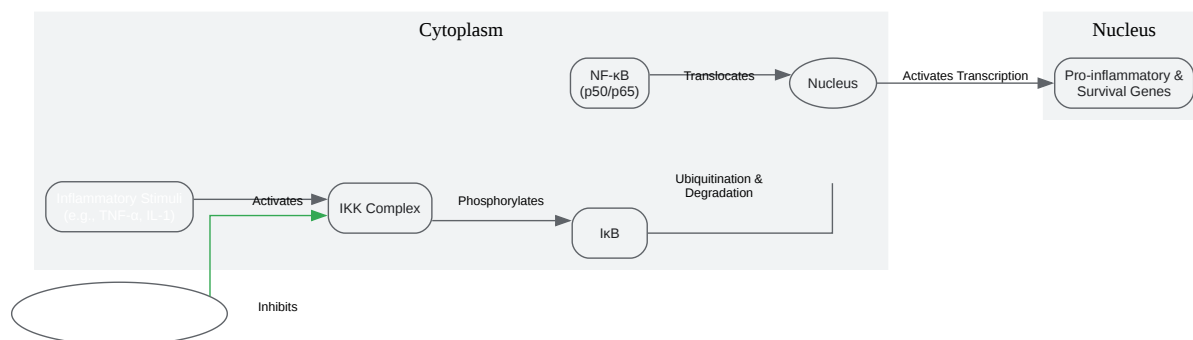 Cytoplasm
Nucleus
NF-κB
(p50/p65)
Translocates
Nucleus
Activates Transcription
Pro-inflammatory &
Survival Genes
Inflammatory Stimuli
(e.g., TNF-α, IL-1)
Activates
IKK Complex
Phosphorylates
IκB
Ubiquitination &
Degradation
Inhibits